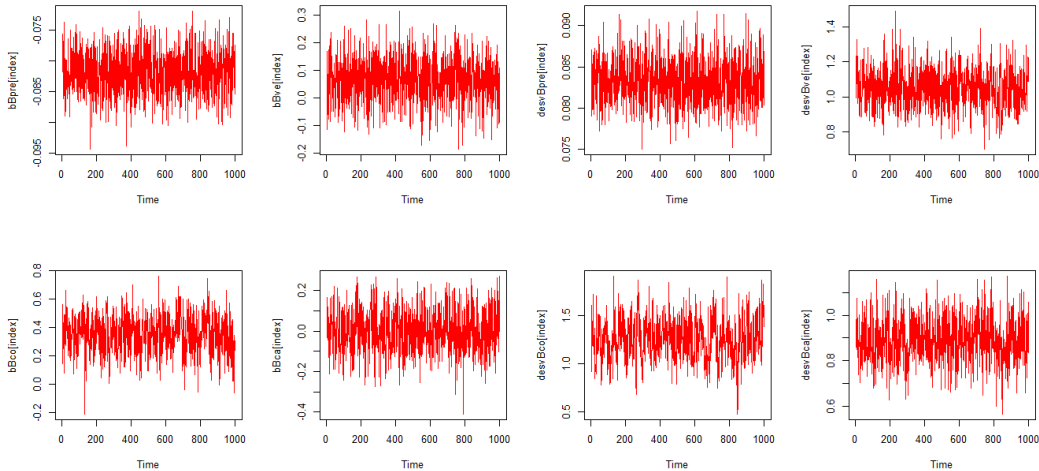 bBpre[index]
-0.095 -0.085 -0.075
0 200 400 600 800 1000
Time
bBve[index]
-0.2 -0.1 0.0 0.1 0.2 0.3
0 200 400 600 800 1000
Time
desvBpre[index]
0.075 0.080 0.085 0.090
0 200 400 600 800 1000
Time
desvBve[index]
0.8 1.0 1.2 1.4
0 200 400 600 800 1000
Time
bBco[index]
-0.2 0.0 0.2 0.4 0.6 0.8
0 200 400 600 800 1000
Time
bBca[index]
-0.4 -0.2 0.0 0.2
0 200 400 600 800 1000
Time
desvBco[index]
0.5 1.0 1.5
0 200 400 600 800 1000
Time
desvBca[index]
0.6 0.8 1.0
0 200 400 600 800 1000
Time